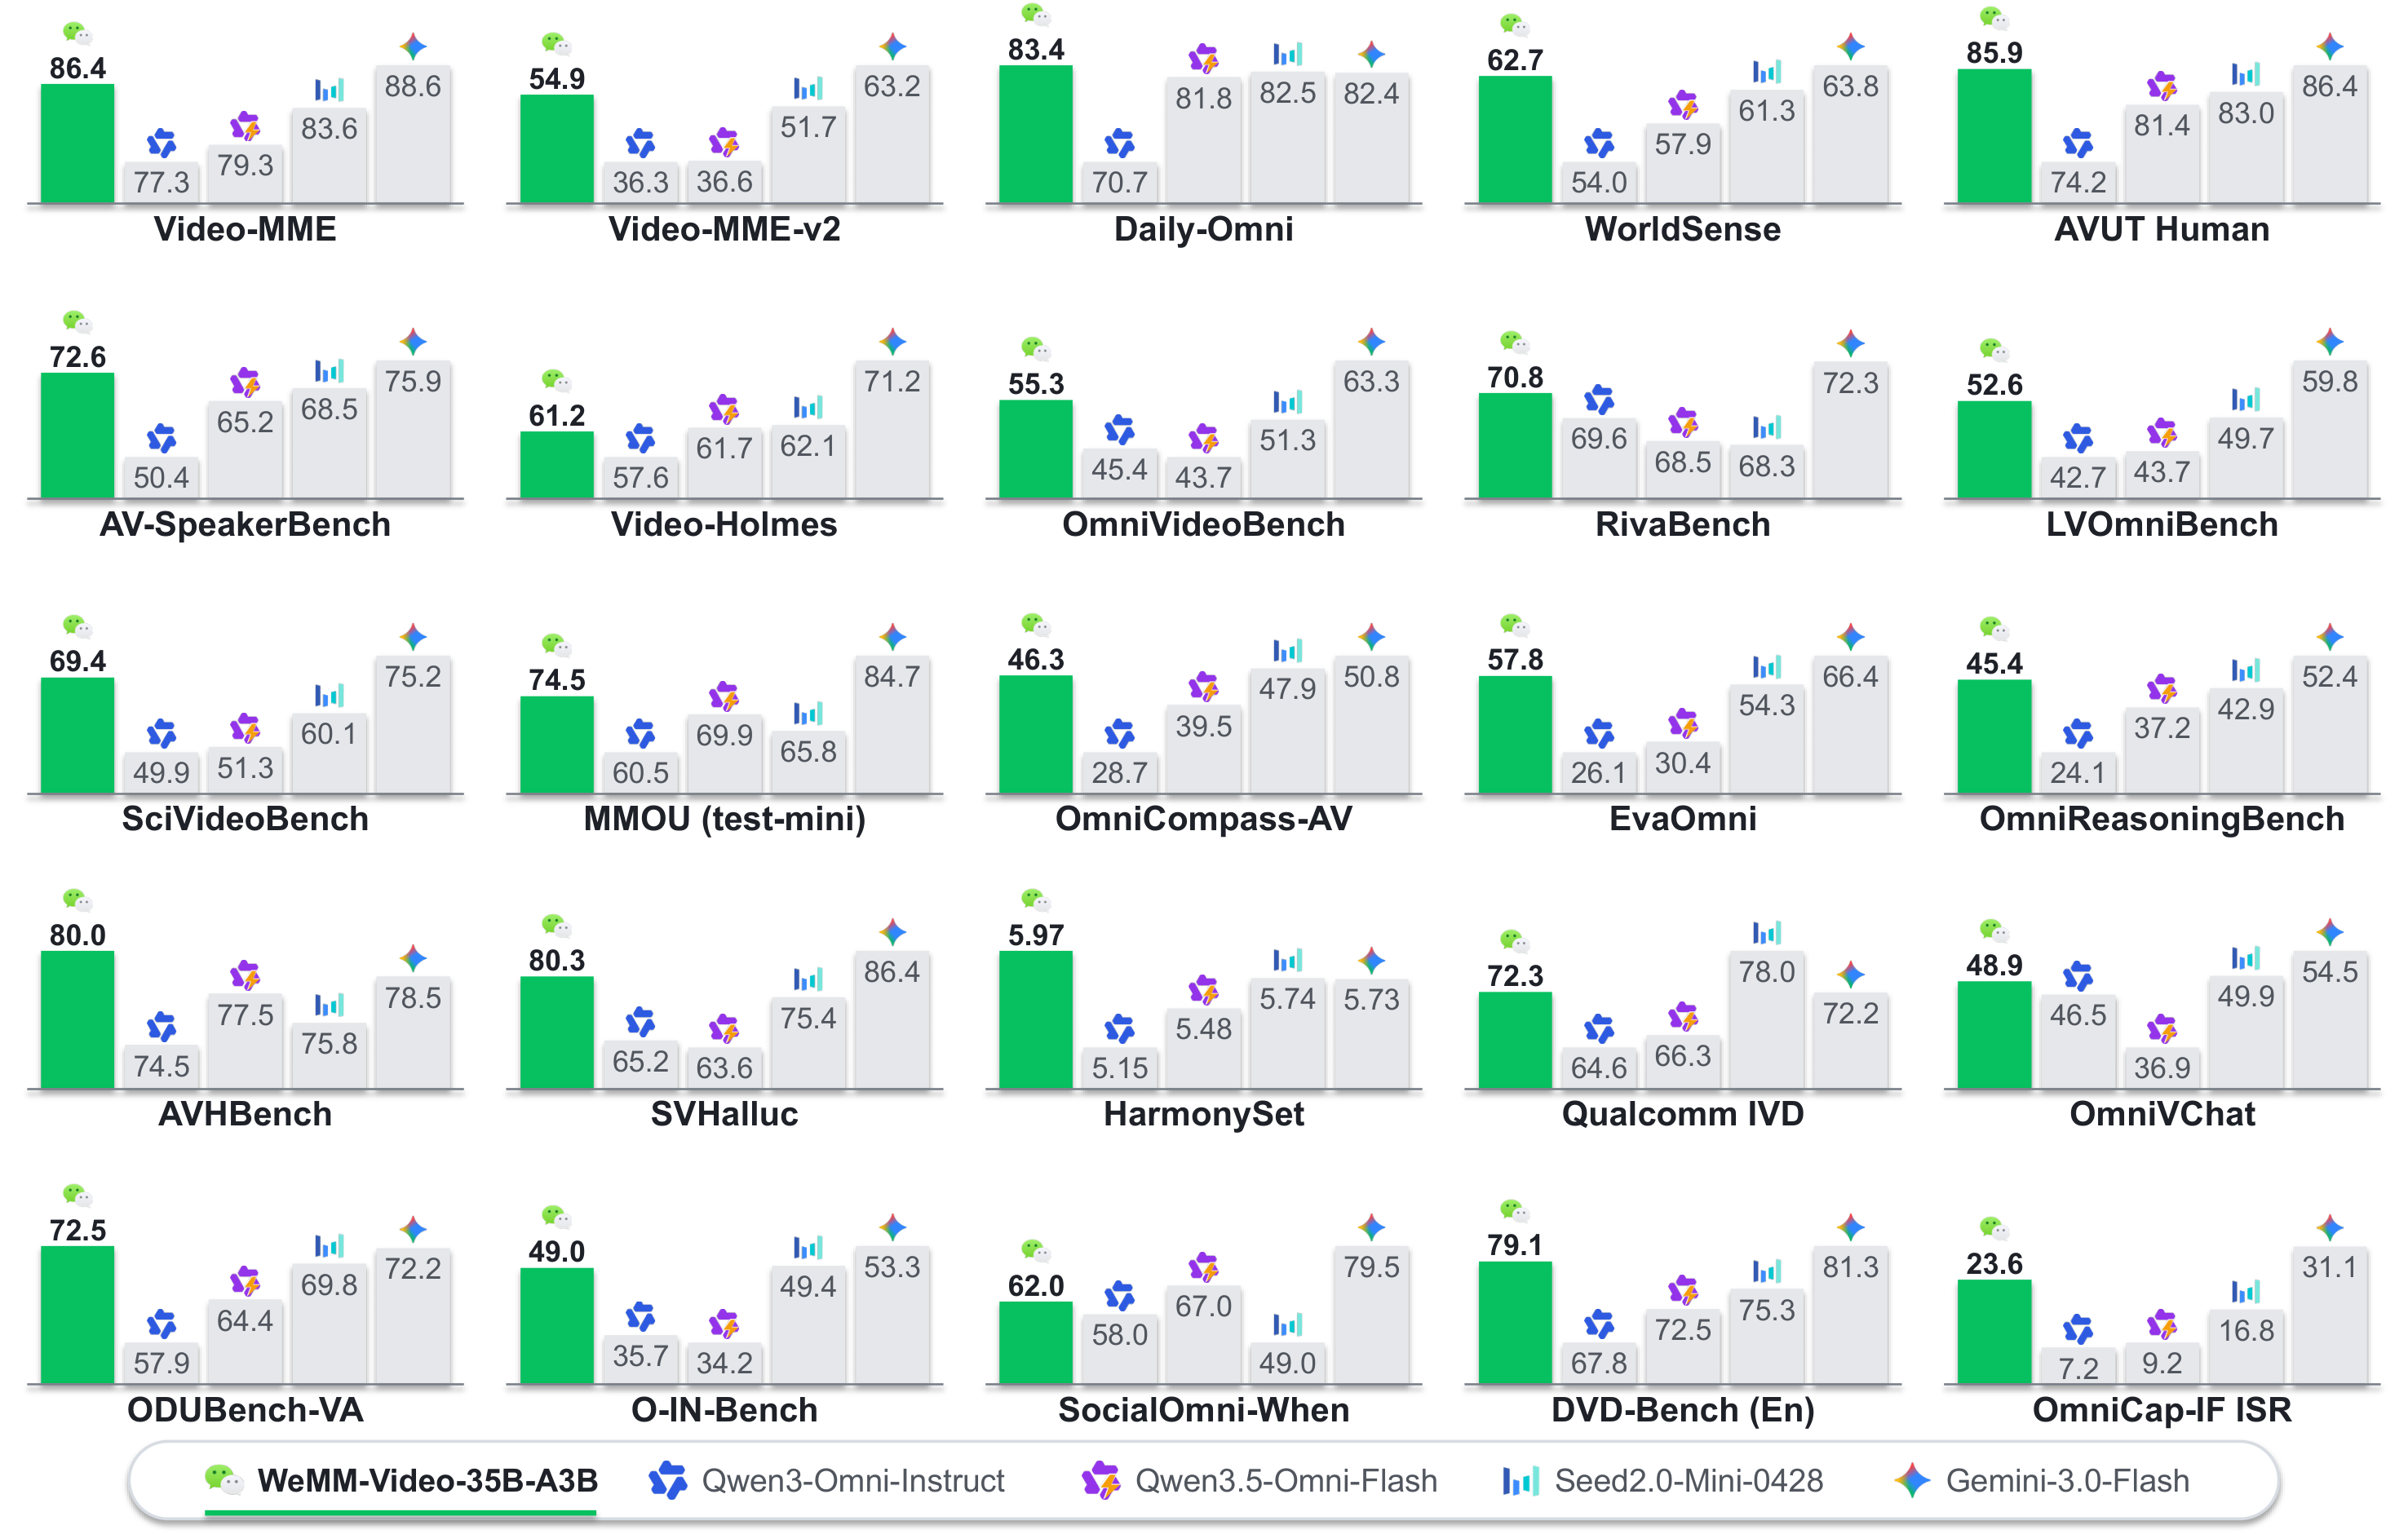 86.4 77.3 79.3 83.6 88.6
Video-MME
54.9 36.3 36.6 51.7 63.2
Video-MME-v2
83.4 70.7 81.8 82.5 82.4
Daily-Omni
62.7 54.0 57.9 61.3 63.8
WorldSense
85.9 74.2 81.4 83.0 86.4
AVUT Human
72.6 50.4 65.2 68.5 75.9
AV-SpeakerBench
61.2 57.6 61.7 62.1 71.2
Video-Holmes
55.3 45.4 43.7 51.3 63.3
OmniVideoBench
70.8 69.6 68.5 68.3 72.3
RivaBench
52.6 42.7 43.7 49.7 59.8
LVOmniBench
69.4 49.9 51.3 60.1 75.2
SciVideoBench
74.5 60.5 69.9 65.8 84.7
MMOU (test-mini)
46.3 28.7 39.5 47.9 50.8
OmniCompass-AV
57.8 26.1 30.4 54.3 66.4
EvaOmni
45.4 24.1 37.2 42.9 52.4
OmniReasoningBench
80.0 74.5 77.5 75.8 78.5
AVHBench
80.3 65.2 63.6 75.4 86.4
SVHalluc
5.97 5.15 5.48 5.74 5.73
HarmonySet
72.3 64.6 66.3 78.0 72.2
Qualcomm IVD
48.9 46.5 36.9 49.9 54.5
OmniVChat
72.5 57.9 64.4 69.8 72.2
ODUBench-VA
49.0 35.7 34.2 49.4 53.3
O-IN-Bench
62.0 58.0 67.0 49.0 79.5
SocialOmni-When
79.1 67.8 72.5 75.3 81.3
DVD-Bench (En)
23.6 7.2 9.2 16.8 31.1
OmniCap-IF ISR
WeMM-Video-35B-A3B Qwen3-Omni-Instruct Qwen3.5-Omni-Flash Seed2.0-Mini-0428 Gemini-3.0-Flash